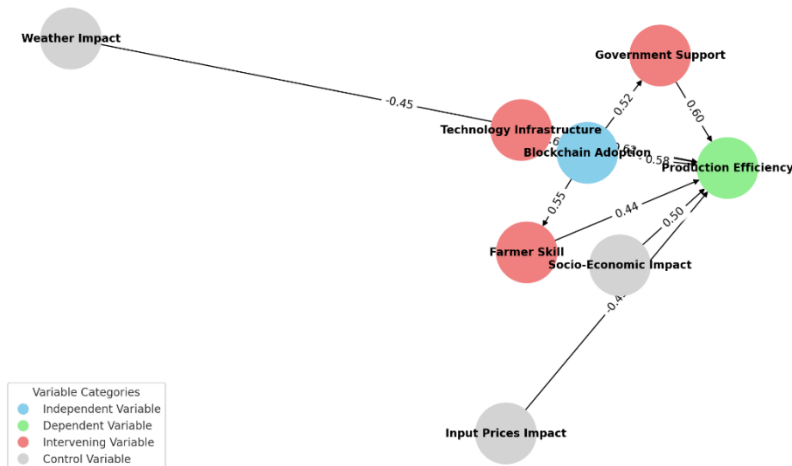 Weather Impact
Government Support
-0.45
0.52
0.60
Technology Infrastructure
Blockchain Adoption
0.58
Production Efficiency
0.55
0.44
0.50
Farmer Skill
Socio-Economic Impact
Input Prices Impact
Variable Categories
Independent Variable
Dependent Variable
Intervening Variable
Control Variable